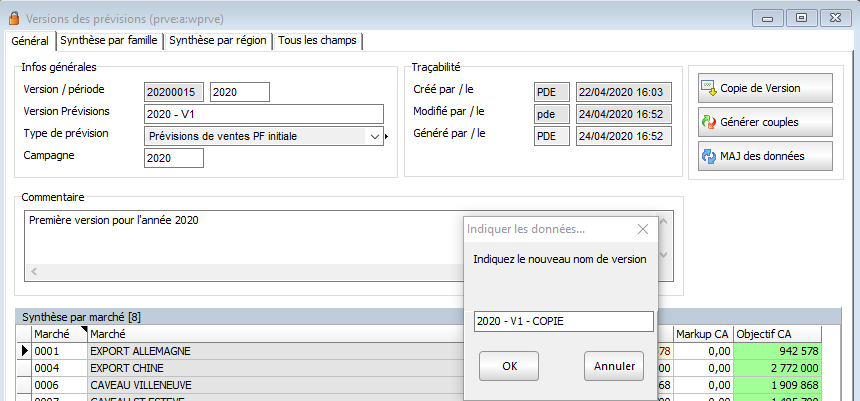 Versions des prévisions (prve:a:wprve)
Général Synthèse par famille Synthèse par région Tous les champs
Infos générales
Version / période 20200015 2020
Version Prévisions 2020 - V1
Type de prévision Prévisions de ventes PF initiale
Campagne 2020
Traçabilité
Créé par / le PDE 22/04/2020 16:03
Modifié par / le pde 24/04/2020 16:52
Généré par / le PDE 24/04/2020 16:52
Copie de Version
Générer couples
MAJ des données
Commentaire
Première version pour l'année 2020
Indiquer les données...
Indiquez le nouveau nom de version
2020 - V1 - COPIE
OK Annuler
Synthèse par marché [8]
Marché Marché Markup CA Objectif CA
0001 EXPORT ALLEMAGNE 78 0,00 942 578
0004 EXPORT CHINE 00 0,00 2 772 000
0006 CAVEAU VILLENEUVE 68 0,00 1 909 868